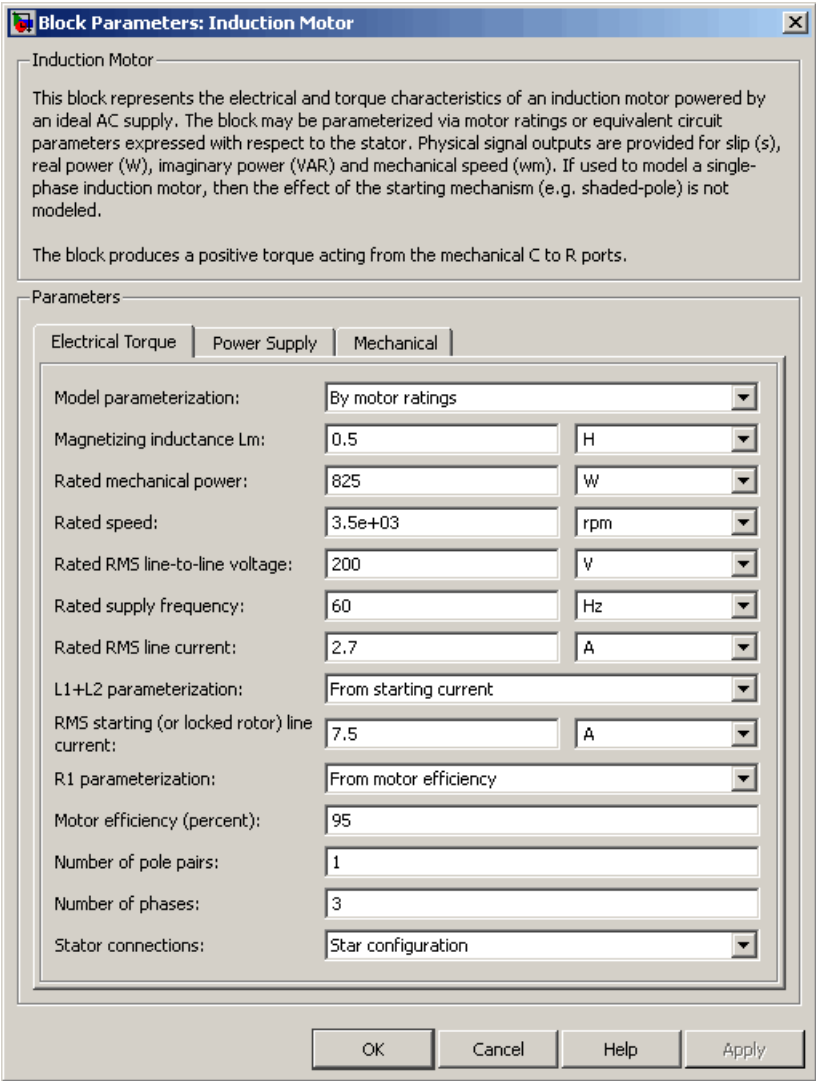 Block Parameters: Induction Motor
Induction Motor
This block represents the electrical and torque characteristics of an induction motor powered by
an ideal AC supply. The block may be parameterized via motor ratings or equivalent circuit
parameters expressed with respect to the stator. Physical signal outputs are provided for slip (s),
real power (W), imaginary power (VAR) and mechanical speed (wm). If used to model a single-
phase induction motor, then the effect of the starting mechanism (e.g. shaded-pole) is not
modeled.
The block produces a positive torque acting from the mechanical C to R ports.
Parameters
Electrical Torque Power Supply Mechanical
Model parameterization: By motor ratings
Magnetizing inductance Lm: 0.5 H
Rated mechanical power: 825 W
Rated speed: 3.5e+03 rpm
Rated RMS line-to-line voltage: 200 V
Rated supply frequency: 60 Hz
Rated RMS line current: 2.7 A
L1+L2 parameterization: From starting current
RMS starting (or locked rotor) line
current: 7.5 A
R1 parameterization: From motor efficiency
Motor efficiency (percent): 95
Number of pole pairs: 1
Number of phases: 3
Stator connections: Star configuration
OK Cancel Help Apply